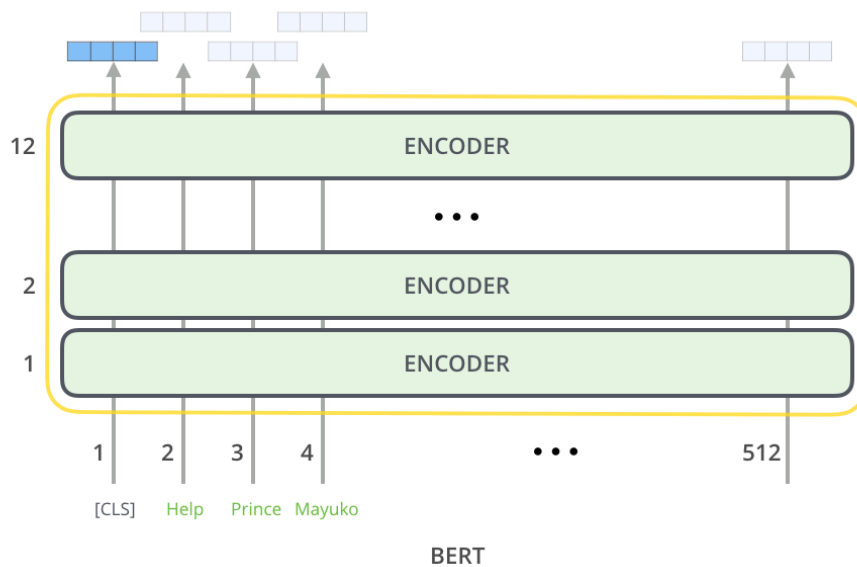 12 ENCODER
•••
2 ENCODER
1 ENCODER
1 2 3 4 ••• 512
[CLS] Help Prince Mayuko
BERT